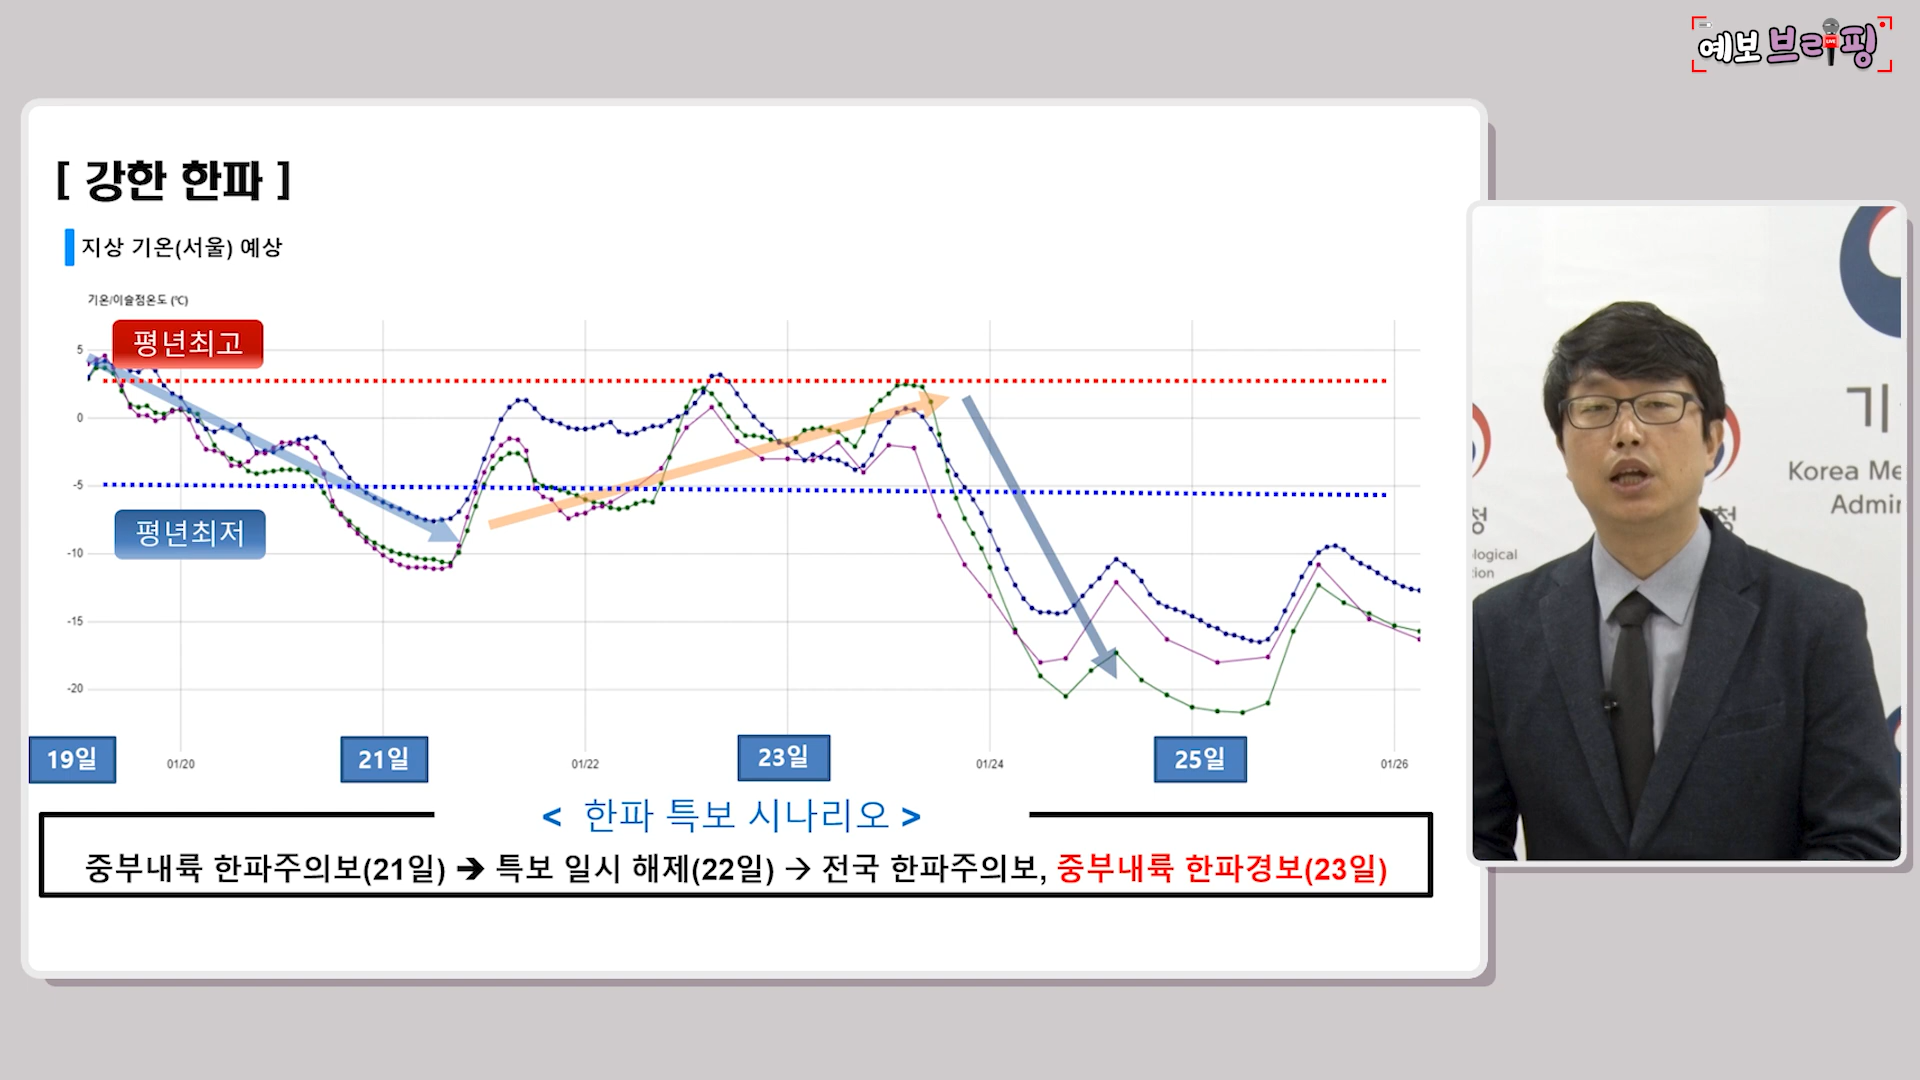 예보 브리핑
LIVE
[ 강한 한파 ]
지상 기온(서울) 예상
기온/이슬점온도 (℃)
평년최고
5
0
-5
평년최저
-10
-15
-20
19일
01/20
21일
01/22
23일
01/24
25일
01/26
< 한파 특보 시나리오 >
중부내륙 한파주의보(21일) ➔ 특보 일시 해제(22일) → 전국 한파주의보, 중부내륙 한파경보(23일)
기
Korea Me
Admin
청
청
logical
ion